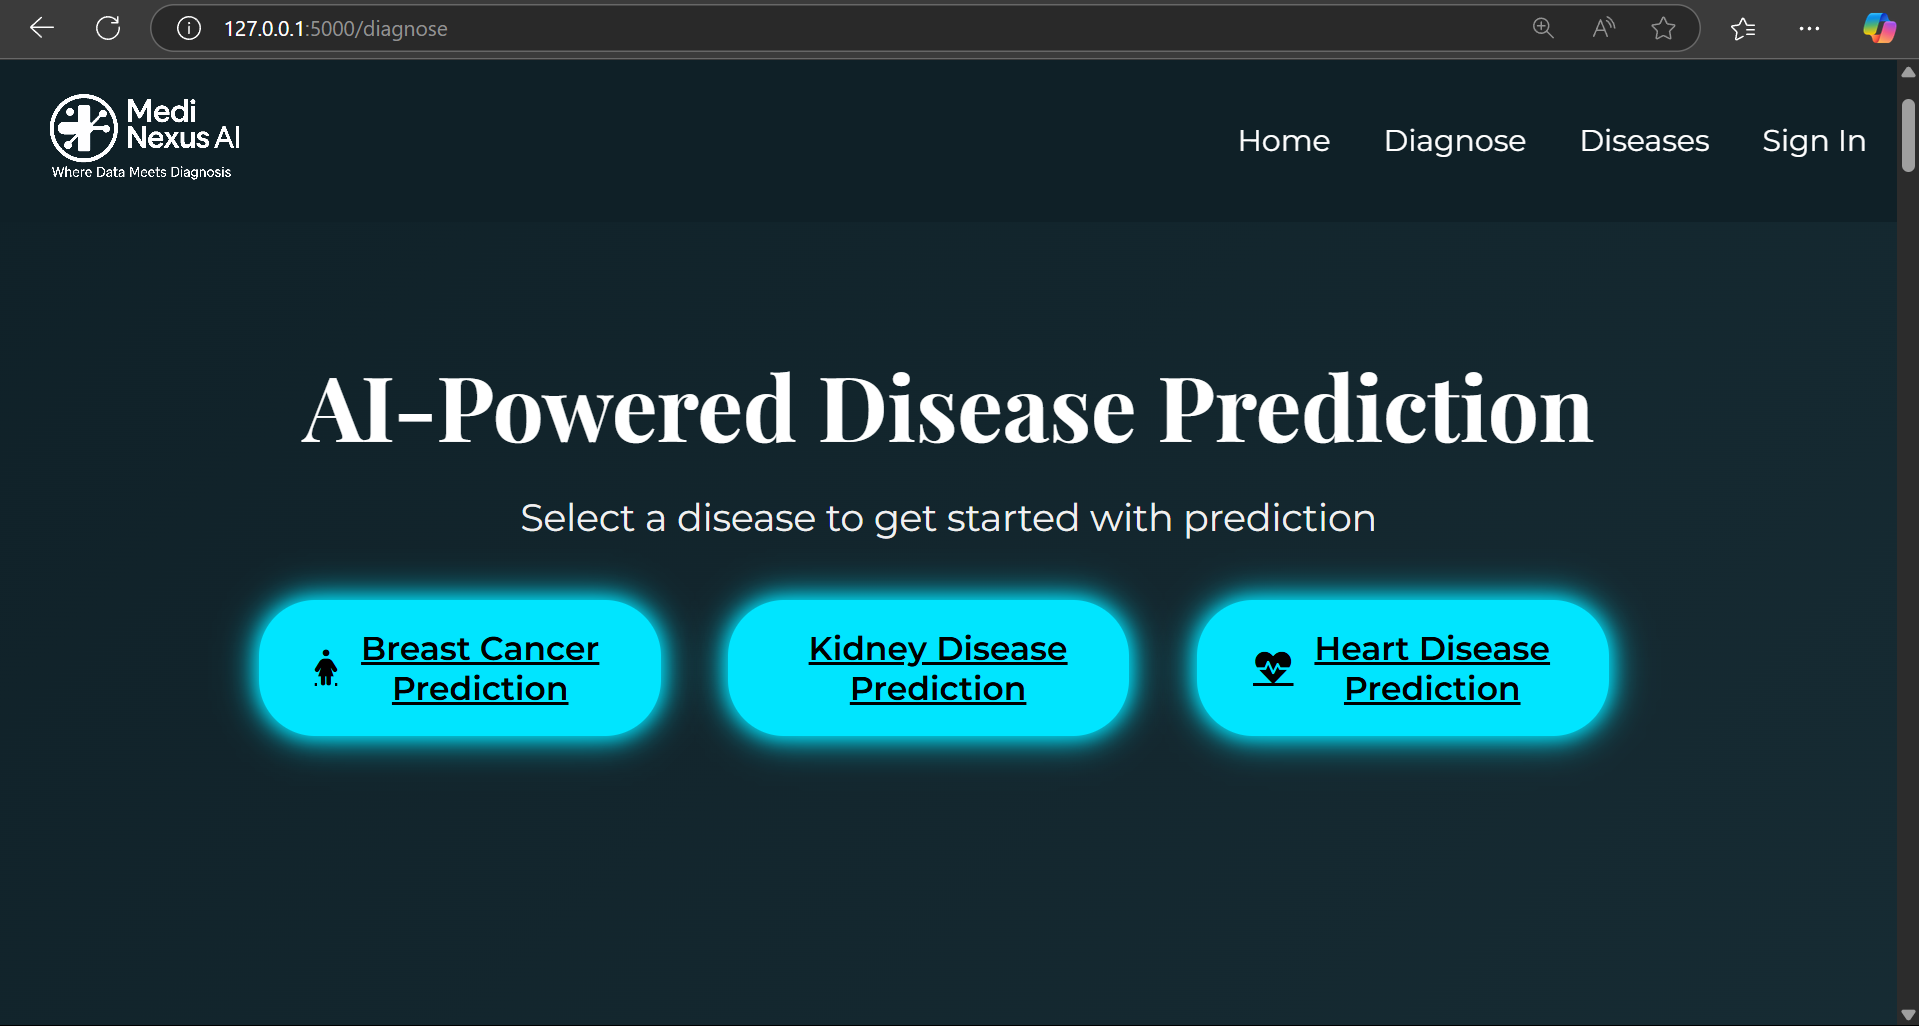 127.0.0.1:5000/diagnose
Medi
Nexus AI
Where Data Meets Diagnosis
Home Diagnose Diseases Sign In
AI-Powered Disease Prediction
Select a disease to get started with prediction
Breast Cancer
Prediction
Kidney Disease
Prediction
Heart Disease
Prediction